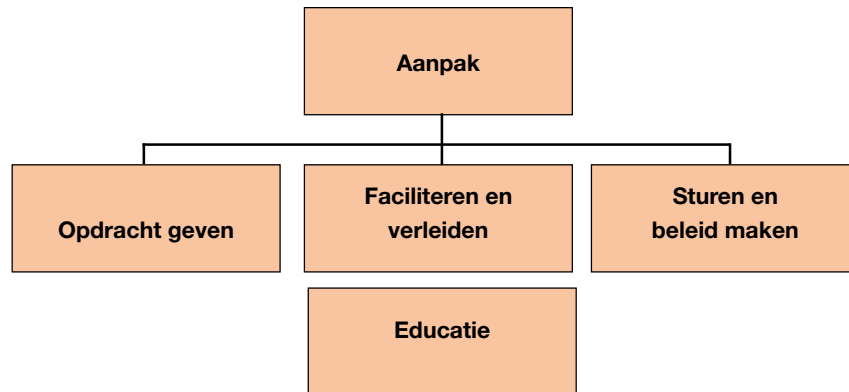 Aanpak
Opdracht geven
Faciliteren en
verleiden
Sturen en
beleid maken
Educatie